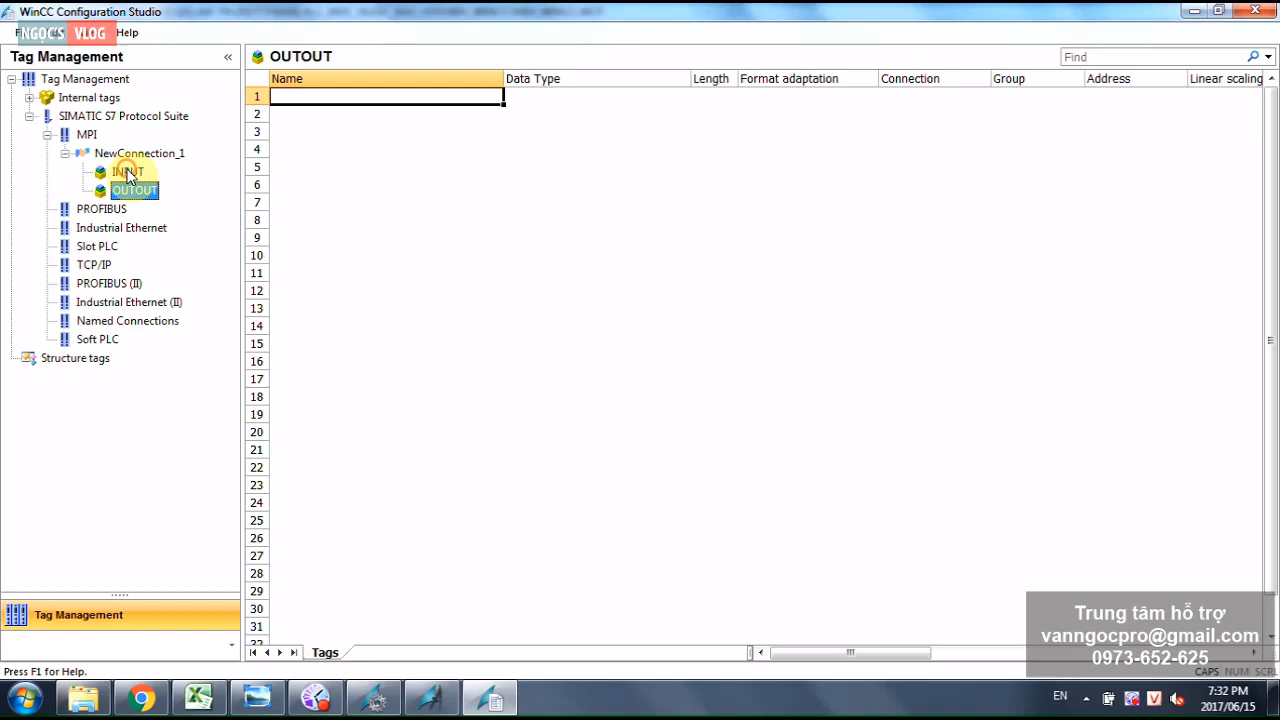 WinCC Configuration Studio
NGỌC'S VLOG
Help
Tag Management «
OUTOUT
Find
Tag Management
Internal tags
SIMATIC S7 Protocol Suite
MPI
NewConnection_1
INPUT
OUTOUT
PROFIBUS
Industrial Ethernet
Slot PLC
TCP/IP
PROFIBUS (II)
Industrial Ethernet (II)
Named Connections
Soft PLC
Structure tags
Name Data Type Length Format adaptation Connection Group Address Linear scaling
1
2
3
4
5
6
7
8
9
10
11
12
13
14
15
16
17
18
19
20
21
22
23
24
25
26
27
28
29
30
31
32
Tag Management
Tags
Trung tâm hỗ trợ
vanngocpro@gmail.com
0973-652-625
Press F1 for Help.
CAPS NUM SCRL
EN
7:32 PM
2017/06/15